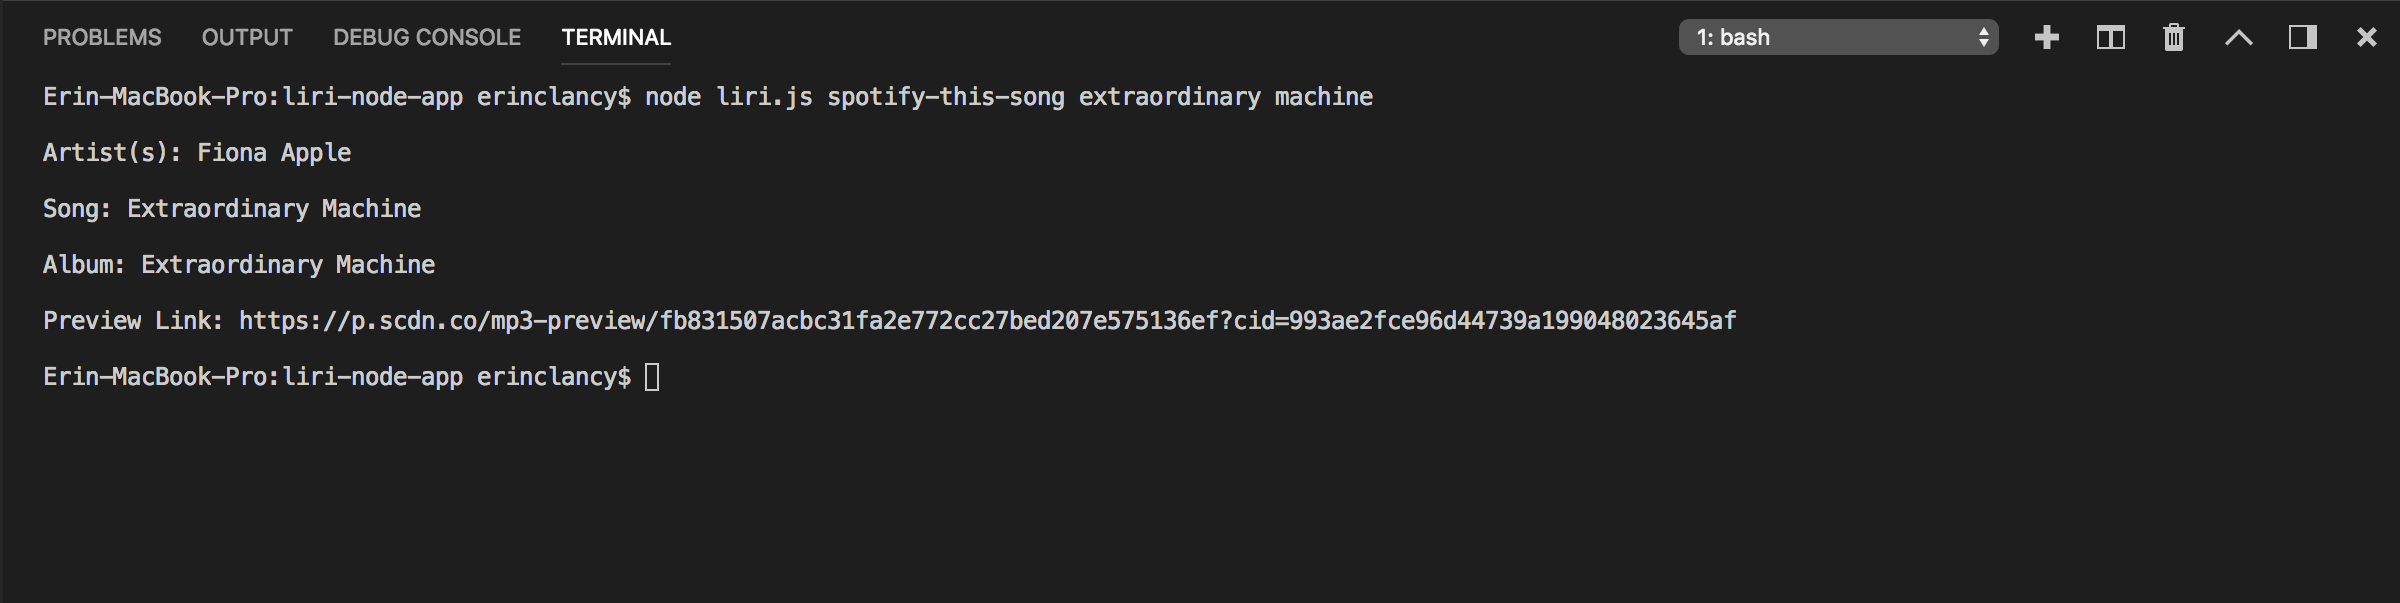 PROBLEMS OUTPUT DEBUG CONSOLE TERMINAL 1: bash
Erin-MacBook-Pro:liri-node-app erinclancy$ node liri.js spotify-this-song extraordinary machine
Artist(s): Fiona Apple
Song: Extraordinary Machine
Album: Extraordinary Machine
Preview Link: https://p.scdn.co/mp3-preview/fb831507acbc31fa2e772cc27bed207e575136ef?cid=993ae2fce96d44739a199048023645af
Erin-MacBook-Pro:liri-node-app erinclancy$